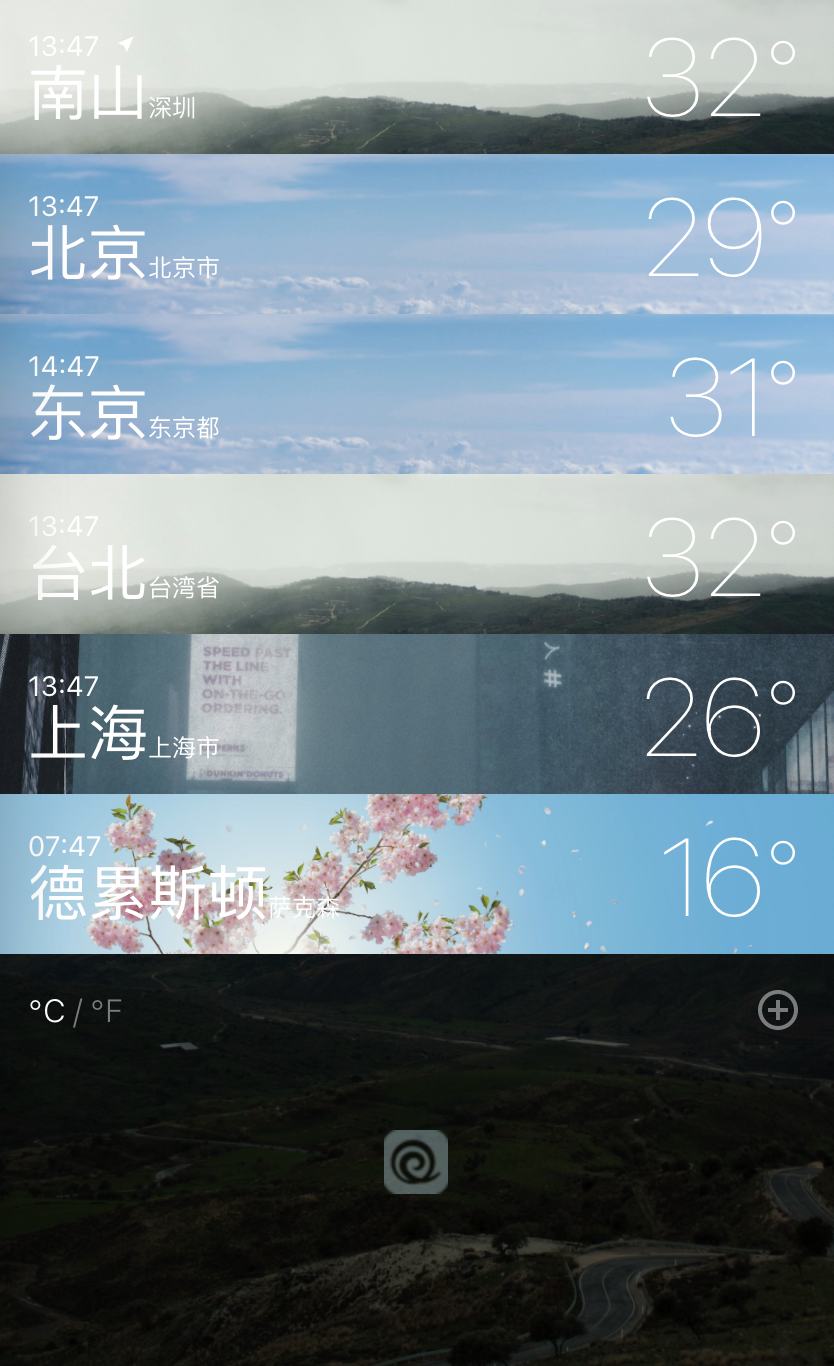 13:47
南山深圳
32°
13:47
北京北京市
29°
14:47
东京东京都
31°
13:47
台北台湾省
32°
SPEED PAST
THE LINE
WITH
ON-THE-GO
ORDERING.
PERKS
DUNKIN' DONUTS
13:47
上海上海市
26°
07:47
德累斯顿萨克森
16°
°C / °F